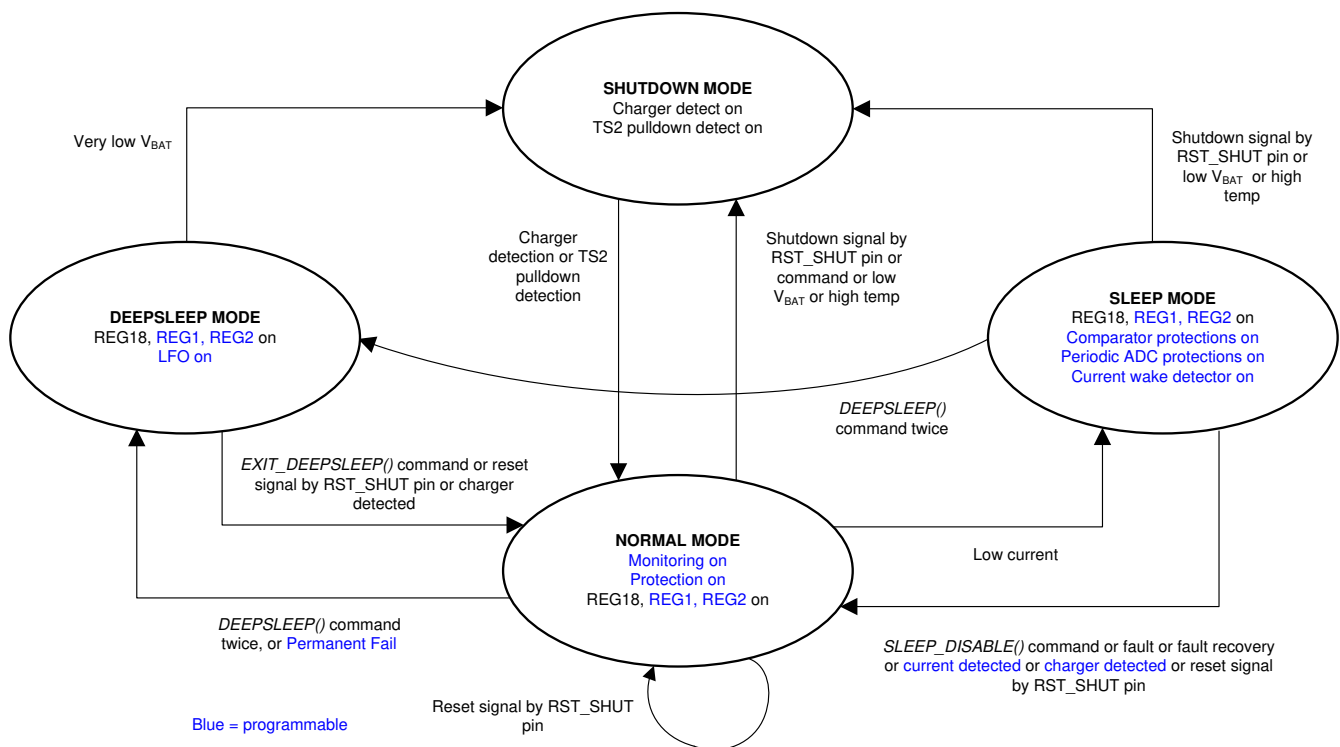 SHUTDOWN MODE
Charger detect on
TS2 pulldown detect on
Very low VBAT
Shutdown signal by
RST_SHUT pin or
low VBAT or high
temp
Charger
detection or TS2
pulldown
detection
Shutdown signal by
RST_SHUT pin or
command or low
VBAT or high temp
DEEPSLEEP MODE
REG18, REG1, REG2 on
LFO on
SLEEP MODE
REG18, REG1, REG2 on
Comparator protections on
Periodic ADC protections on
Current wake detector on
DEEPSLEEP()
command twice
EXIT_DEEPSLEEP() command or reset
signal by RST_SHUT pin or charger
detected
NORMAL MODE
Monitoring on
Protection on
REG18, REG1, REG2 on
Low current
DEEPSLEEP() command
twice, or Permanent Fail
SLEEP_DISABLE() command or fault or fault recovery
or current detected or charger detected or reset signal
by RST_SHUT pin
Reset signal by RST_SHUT
pin
Blue = programmable